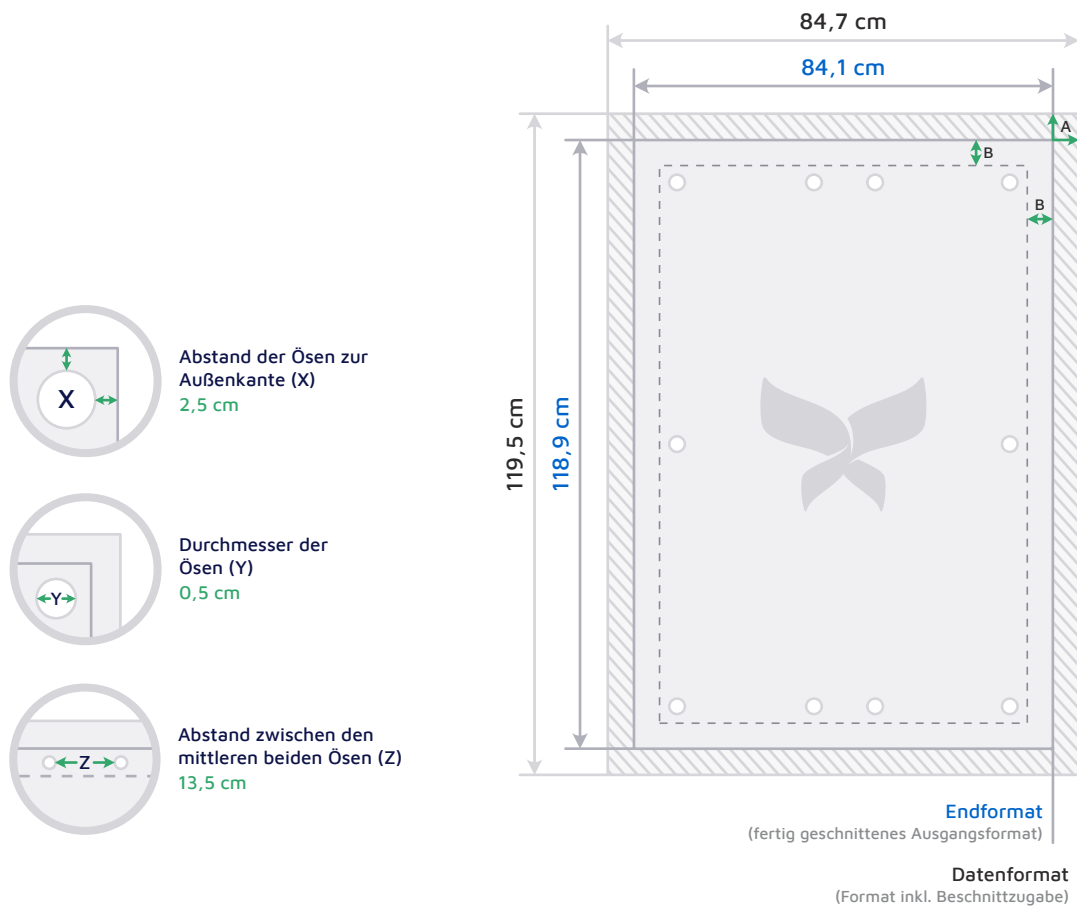 84,7 cm
84,1 cm
A
B
B
119,5 cm
118,9 cm
X
Abstand der Ösen zur
Außenkante (X)
2,5 cm
Y
Durchmesser der
Ösen (Y)
0,5 cm
Z
Abstand zwischen den
mittleren beiden Ösen (Z)
13,5 cm
Endformat
(fertig geschnittenes Ausgangsformat)
Datenformat
(Format inkl. Beschnittzugabe)